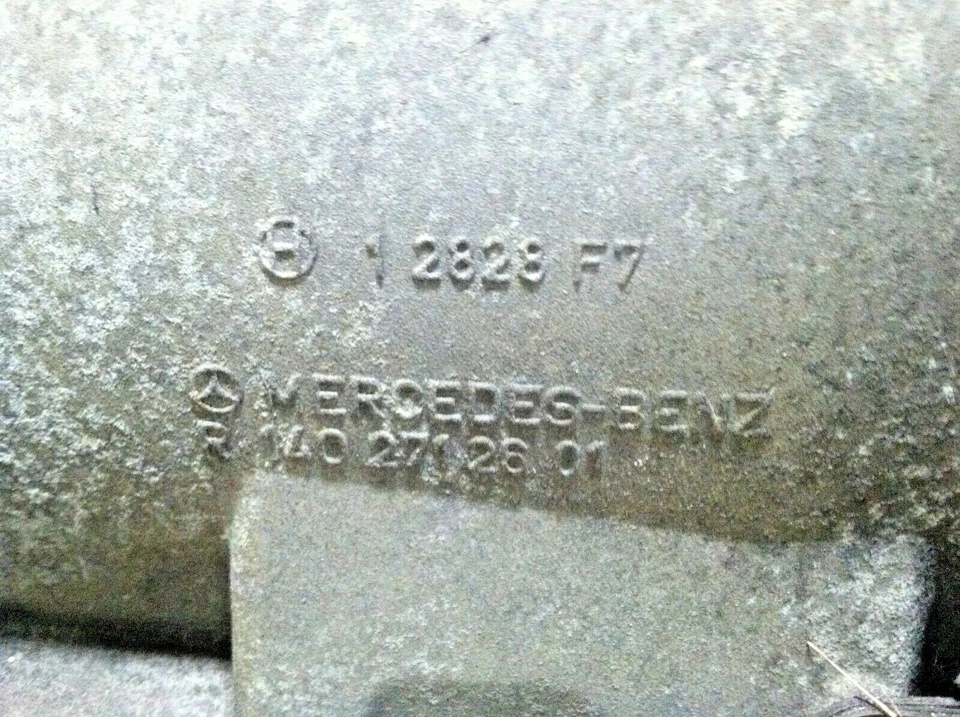 1 2828 F7
MERCEDES-BENZ
R 140 271 26 01